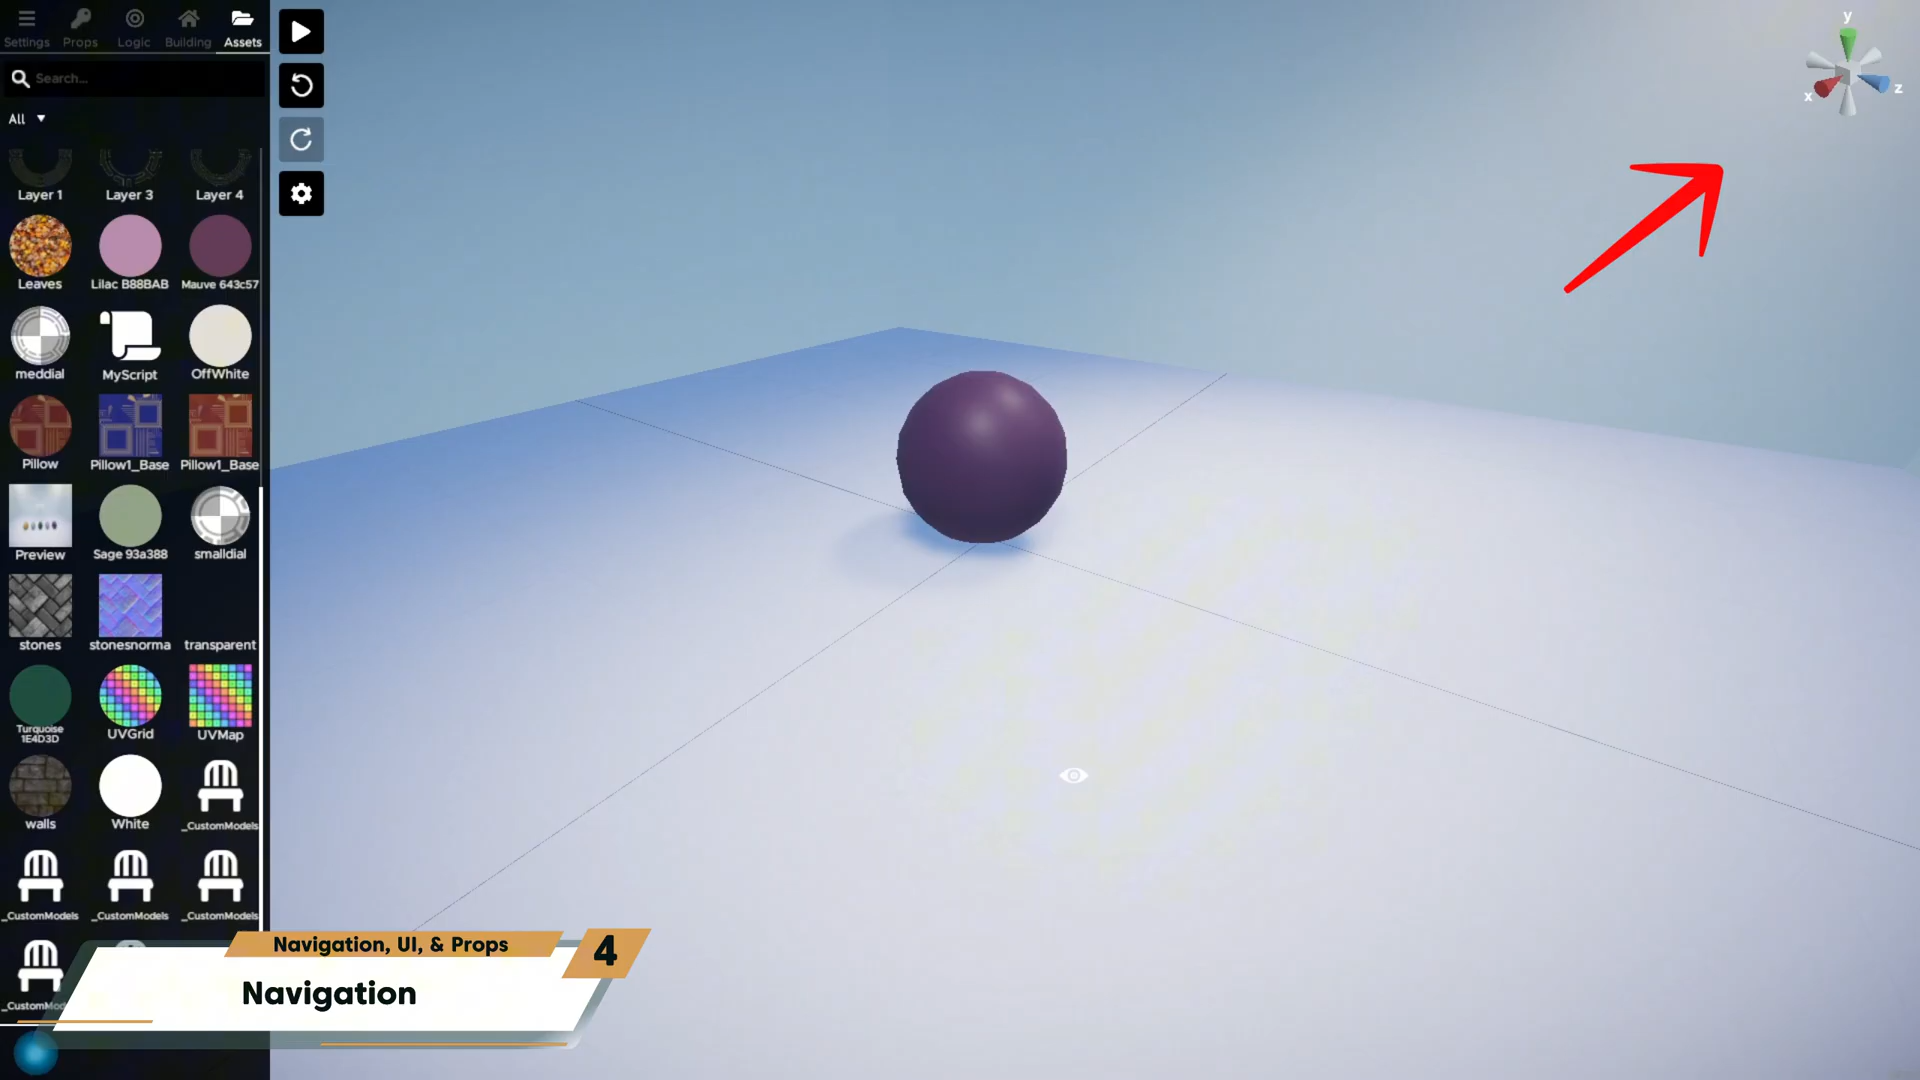 Settings Props Logic Building Assets
Search...
All
Layer 1 Layer 3 Layer 4
Leaves Lilac B88BAB Mauve 643c57
meddial MyScript OffWhite
Pillow Pillow1_Base Pillow1_Base
Preview Sage 93a388 smalldial
stones stonesnorma transparent
Turquoise
1E4D3D
UVGrid UVMap
walls White _CustomModels
_CustomModels _CustomModels _CustomModels
_CustomMod
y
x
z
Navigation, UI, & Props
4
Navigation